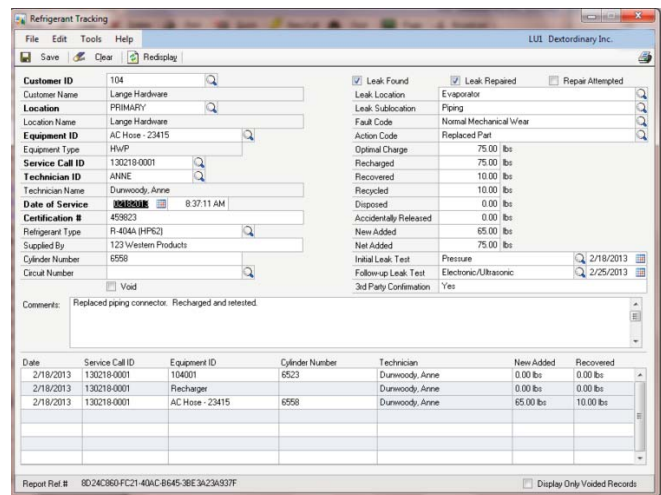 Refrigerant Tracking
File Edit Tools Help LU1 Dextordinary Inc.
Save Clear Redisplay
Customer ID 104
Customer Name Lange Hardware
Location PRIMARY
Location Name Lange Hardware
Equipment ID AC Hose - 23415
Equipment Type HWP
Service Call ID 130218-0001
Technician ID ANNE
Technician Name Dunwoody, Anne
Date of Service 02182013 8:37:11 AM
Certification # 459823
Refrigerant Type R-404A (HP62)
Supplied By 123 Western Products
Cylinder Number 6558
Circuit Number
Void
Leak Found Leak Repaired Repair Attempted
Leak Location Evaporator
Leak Sublocation Piping
Fault Code Normal Mechanical Wear
Action Code Replaced Part
Optimal Charge 75.00 lbs
Recharged 75.00 lbs
Recovered 10.00 lbs
Recycled 10.00 lbs
Disposed 0.00 lbs
Accidentally Released 0.00 lbs
New Added 65.00 lbs
Net Added 75.00 lbs
Initial Leak Test Pressure 2/18/2013
Follow-up Leak Test Electronic/Ultrasonic 2/25/2013
3rd Party Confirmation Yes
Comments: Replaced piping connector. Recharged and retested.
Date Service Call ID Equipment ID Cylinder Number Technician New Added Recovered
2/18/2013 130218-0001 104001 6523 Dunwoody, Anne 0.00 lbs 0.00 lbs
2/18/2013 130218-0001 Recharger Dunwoody, Anne 0.00 lbs 0.00 lbs
2/18/2013 130218-0001 AC Hose - 23415 6558 Dunwoody, Anne 65.00 lbs 10.00 lbs
Report Ref.# 8D24C860-FC21-40AC-B645-3BE3A23A937F Display Only Voided Records